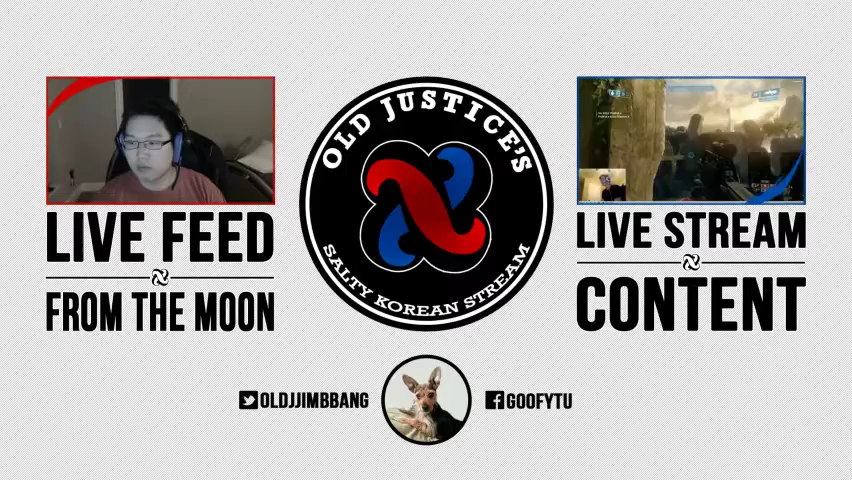 OLD JUSTICE'S
SALTY KOREAN STREAM
LIVE FEED
FROM THE MOON
LIVE STREAM
CONTENT
OLDJJIMBBANG
GOOFYTU